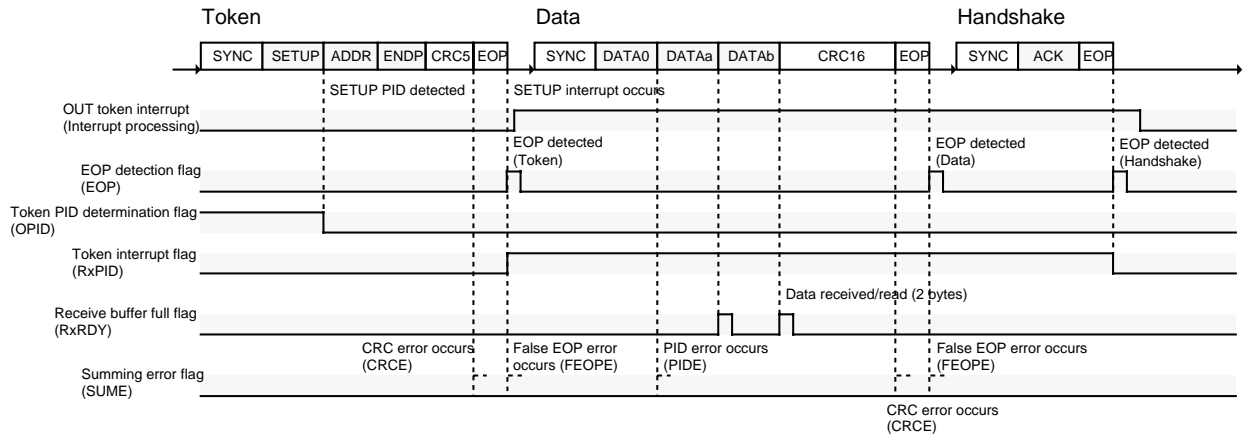 Token Data Handshake
SYNC SETUP ADDR ENDP CRC5 EOP SYNC DATA0 DATAa DATAb CRC16 EOP SYNC ACK EOP
SETUP PID detected SETUP interrupt occurs
OUT token interrupt
(Interrupt processing)
EOP detected
(Token)
EOP detected
(Data)
EOP detected
(Handshake)
EOP detection flag
(EOP)
Token PID determination flag
(OPID)
Token interrupt flag
(RxPID)
Data received/read (2 bytes)
Receive buffer full flag
(RxRDY)
CRC error occurs
(CRCE)
False EOP error
occurs (FEOPE)
PID error occurs
(PIDE)
False EOP error occurs
(FEOPE)
Summing error flag
(SUME)
CRC error occurs
(CRCE)